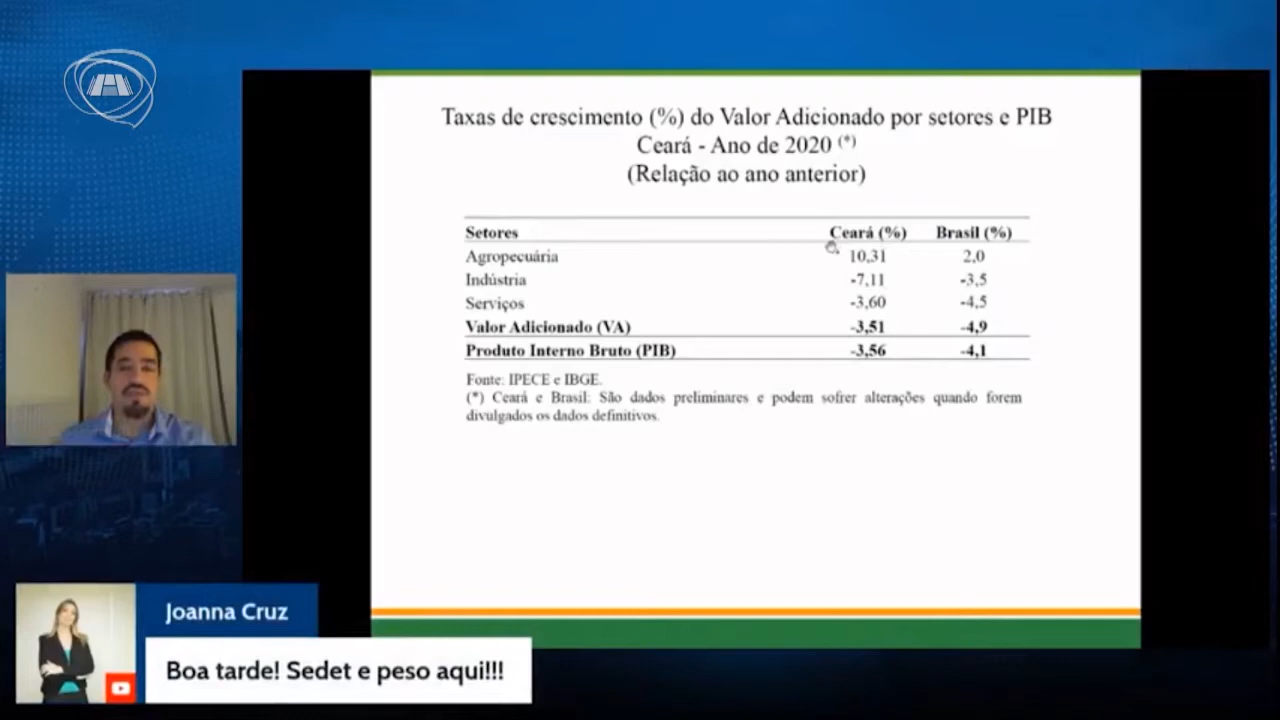 Taxas de crescimento (%) do Valor Adicionado por setores e PIB
Ceará - Ano de 2020 (*)
(Relação ao ano anterior)
Setores Ceará (%) Brasil (%)
Agropecuária 10,31 2,0
Indústria -7,11 -3,5
Serviços -3,60 -4,5
Valor Adicionado (VA) -3,51 -4,9
Produto Interno Bruto (PIB) -3,56 -4,1
Fonte: IPECE e IBGE.
(*) Ceará e Brasil: São dados preliminares e podem sofrer alterações quando forem
divulgados os dados definitivos.
Joanna Cruz
Boa tarde! Sedet e peso aqui!!!